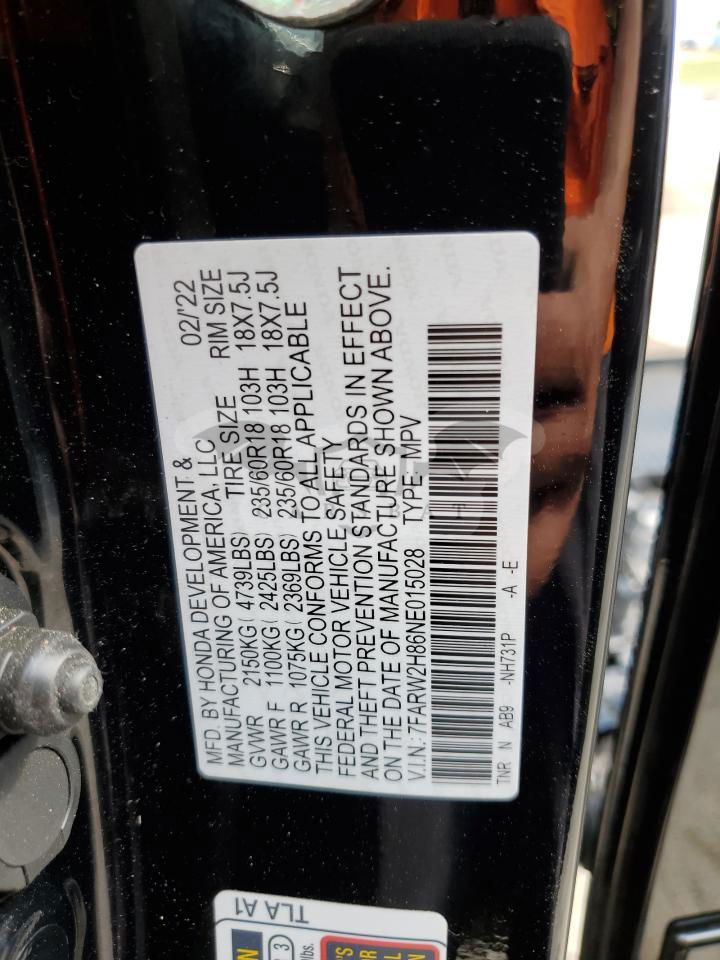 MFD. BY HONDA DEVELOPMENT &
MANUFACTURING OF AMERICA, LLC 02/'22
GVWR 2150KG( 4739LBS) TIRE SIZE RIM SIZE
GAWR F 1100KG( 2425LBS) 235/60R18 103H 18X7.5J
GAWR R 1075KG( 2369LBS) 235/60R18 103H 18X7.5J
THIS VEHICLE CONFORMS TO ALL APPLICABLE
FEDERAL MOTOR VEHICLE SAFETY
AND THEFT PREVENTION STANDARDS IN EFFECT
ON THE DATE OF MANUFACTURE SHOWN ABOVE.
V.I.N.:7FARW2H86NE015028 TYPE: MPV
TNR N AB9 -NH731P -A -E
TLA A1
3
lbs.